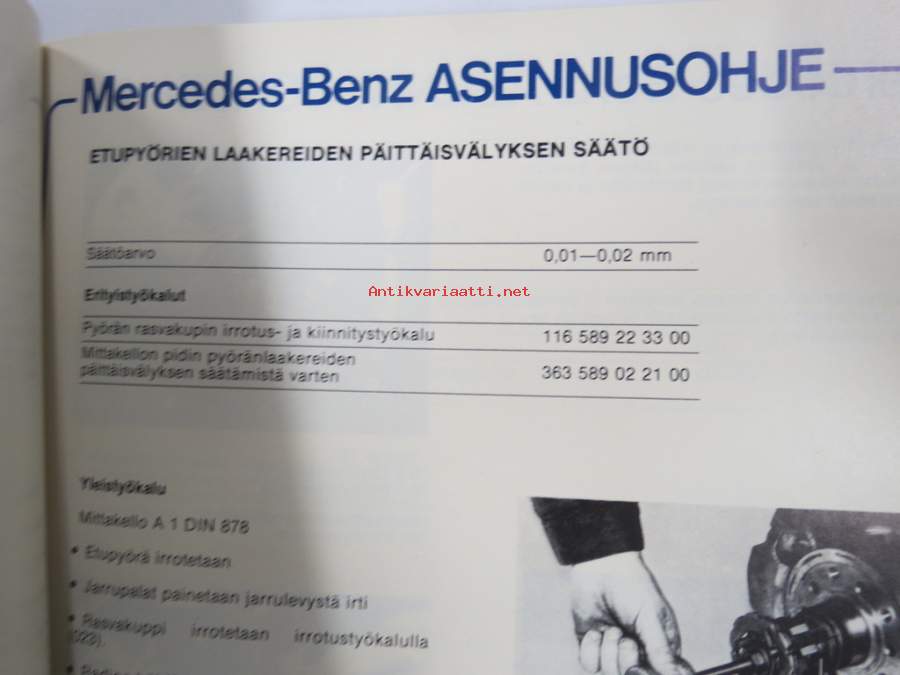 Mercedes-Benz ASENNUSOHJE
ETUPYÖRIEN LAAKEREIDEN PÄITTÄISVÄLYKSEN SÄÄTÖ
Säätöarvo 0,01—0,02 mm
Antikvariaatti.net
Erityistyökalut
Pyörän rasvakupin irrotus- ja kiinnitystyökalu 116 589 22 33 00
Mittakellon pidin pyöränlaakereiden
päittäisvälyksen säätämistä varten 363 589 02 21 00
Yleistyökalu
Mittakello A 1 DIN 878
• Etupyörä irrotetaan
• Jarrupalat painetaan jarrulevystä irti
• Rasvakuppi irrotetaan irrotustyökalulla
023).